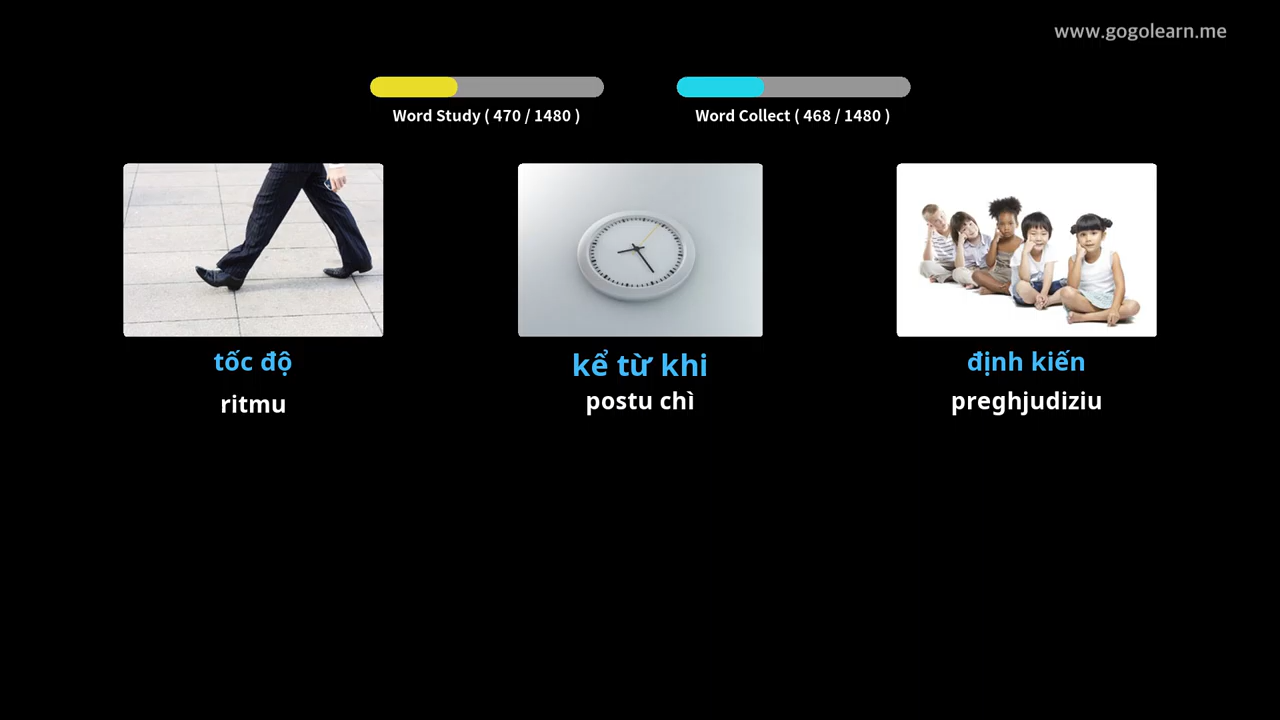 www.gogolearn.me
Word Study ( 470 / 1480 )
Word Collect ( 468 / 1480 )
tốc độ
kể từ khi
định kiến
ritmu
postu chì
preghjudiziu